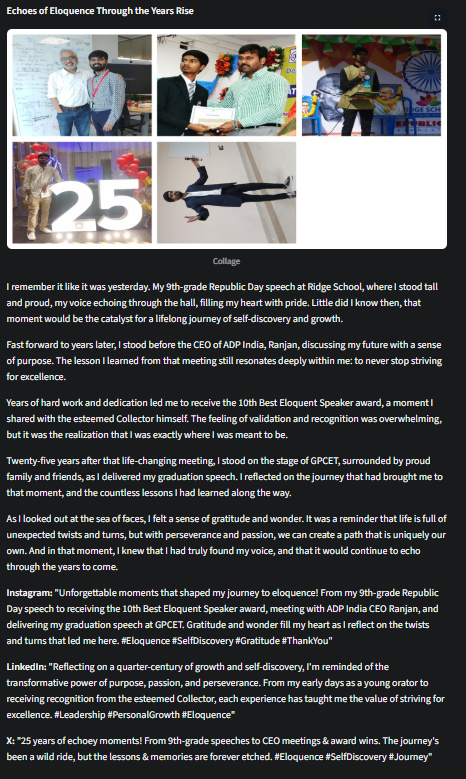 Echoes of Eloquence Through the Years Rise
RIDGE SCHOOL
25
Collage
I remember it like it was yesterday. My 9th-grade Republic Day speech at Ridge School, where I stood tall
and proud, my voice echoing through the hall, filling my heart with pride. Little did I know then, that
moment would be the catalyst for a lifelong journey of self-discovery and growth.
Fast forward to years later, I stood before the CEO of ADP India, Ranjan, discussing my future with a sense
of purpose. The lesson I learned from that meeting still resonates deeply within me: to never stop striving
for excellence.
Years of hard work and dedication led me to receive the 10th Best Eloquent Speaker award, a moment I
shared with the esteemed Collector himself. The feeling of validation and recognition was overwhelming,
but it was the realization that I was exactly where I was meant to be.
Twenty-five years after that life-changing meeting, I stood on the stage of GPCET, surrounded by proud
family and friends, as I delivered my graduation speech. I reflected on the journey that had brought me to
that moment, and the countless lessons I had learned along the way.
As I looked out at the sea of faces, I felt a sense of gratitude and wonder. It was a reminder that life is full of
unexpected twists and turns, but with perseverance and passion, we can create a path that is uniquely our
own. And in that moment, I knew that I had truly found my voice, and that it would continue to echo
through the years to come.
Instagram: "Unforgettable moments that shaped my journey to eloquence! From my 9th-grade Republic
Day speech to receiving the 10th Best Eloquent Speaker award, meeting with ADP India CEO Ranjan, and
delivering my graduation speech at GPCET. Gratitude and wonder fill my heart as I reflect on the twists
and turns that led me here. #Eloquence #SelfDiscovery #Gratitude #ThankYou"
LinkedIn: "Reflecting on a quarter-century of growth and self-discovery, I'm reminded of the
transformative power of purpose, passion, and perseverance. From my early days as a young orator to
receiving recognition from the esteemed Collector, each experience has taught me the value of striving for
excellence. #Leadership #PersonalGrowth #Eloquence"
X: "25 years of echoey moments! From 9th-grade speeches to CEO meetings & award wins. The journey's
been a wild ride, but the lessons & memories are forever etched. #Eloquence #SelfDiscovery #Journey"